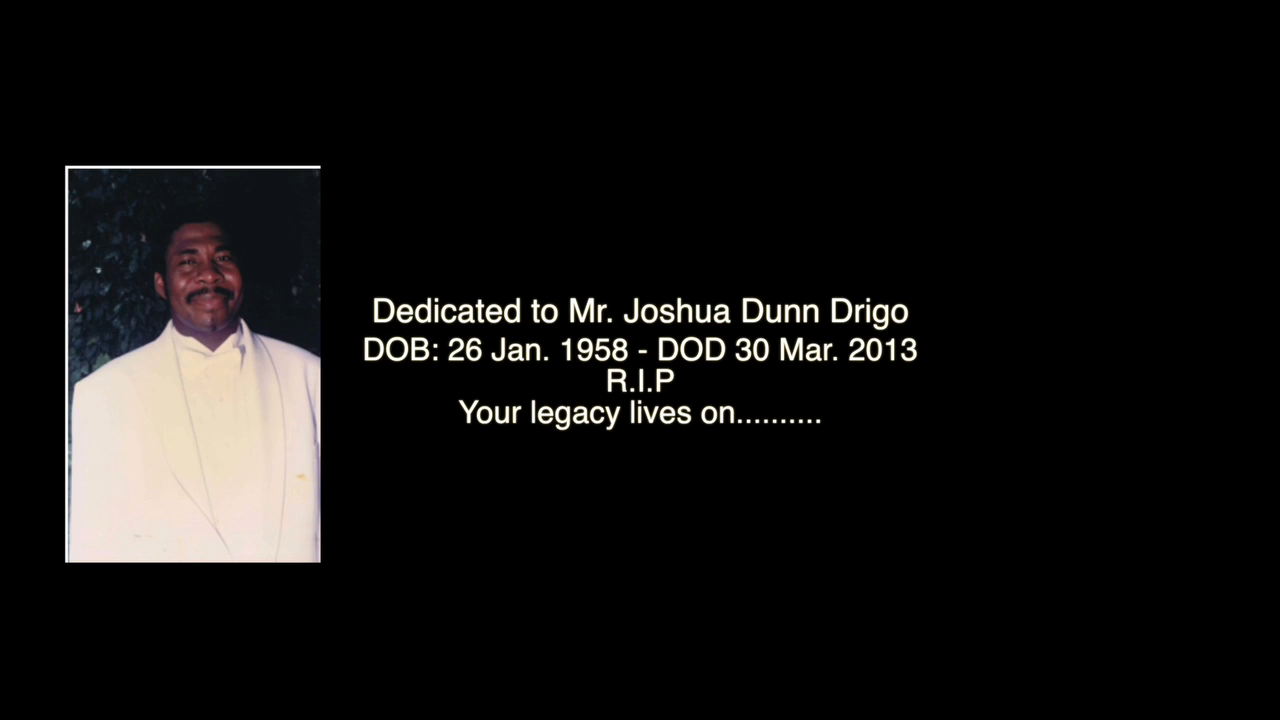 Dedicated to Mr. Joshua Dunn Drigo
DOB: 26 Jan. 1958 - DOD 30 Mar. 2013
R.I.P
Your legacy lives on..........